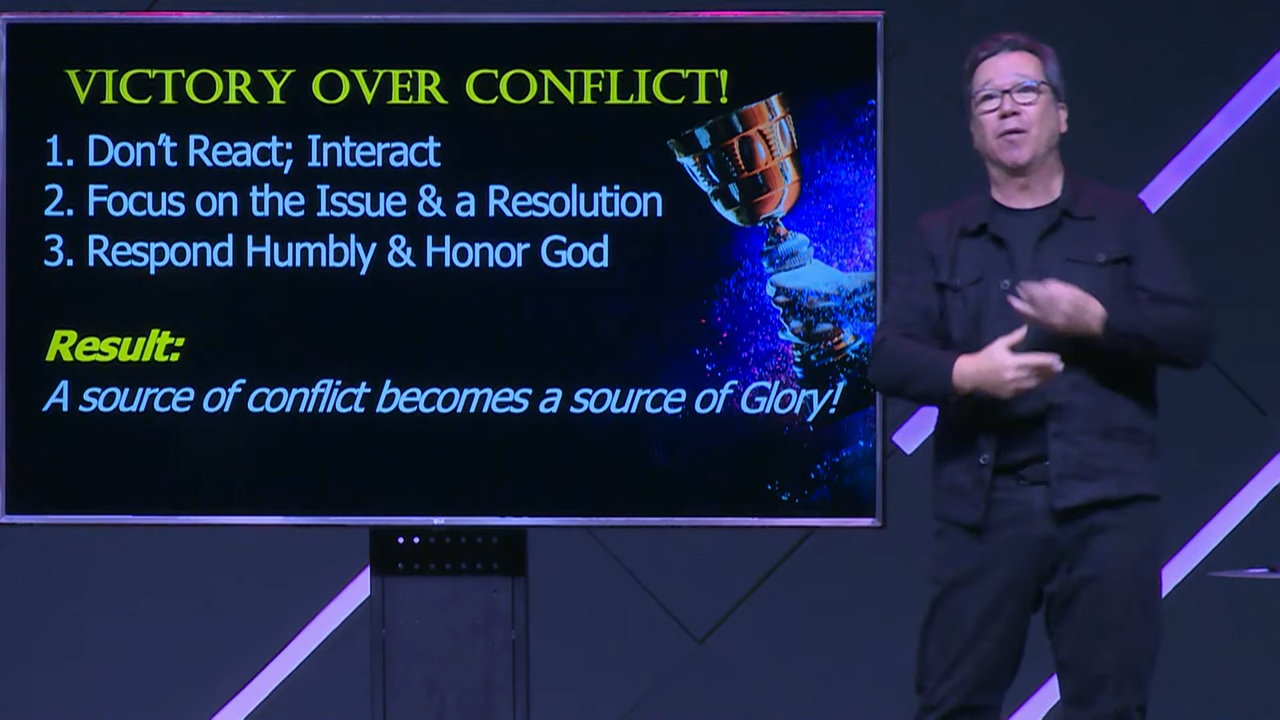 VICTORY OVER CONFLICT!
1. Don't React; Interact
2. Focus on the Issue & a Resolution
3. Respond Humbly & Honor God
Result:
A source of conflict becomes a source of Glory!